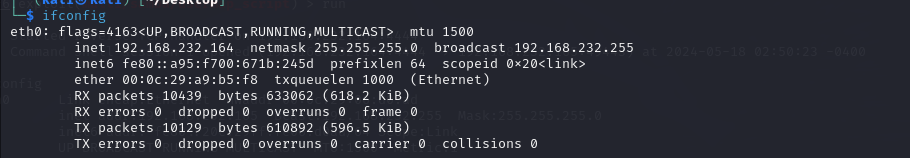 (kali㉿kali) [~/Desktop]
└─$ ifconfig
eth0: flags=4163<UP,BROADCAST,RUNNING,MULTICAST>  mtu 1500
        inet 192.168.232.164  netmask 255.255.255.0  broadcast 192.168.232.255
        inet6 fe80::a95:f700:671b:245d  prefixlen 64  scopeid 0×20<link>
        ether 00:0c:29:a9:b5:f8  txqueuelen 1000  (Ethernet)
        RX packets 10439  bytes 633062 (618.2 KiB)
        RX errors 0  dropped 0  overruns 0  frame 0
        TX packets 10129  bytes 610892 (596.5 KiB)
        TX errors 0  dropped 0 overruns 0  carrier 0  collisions 0